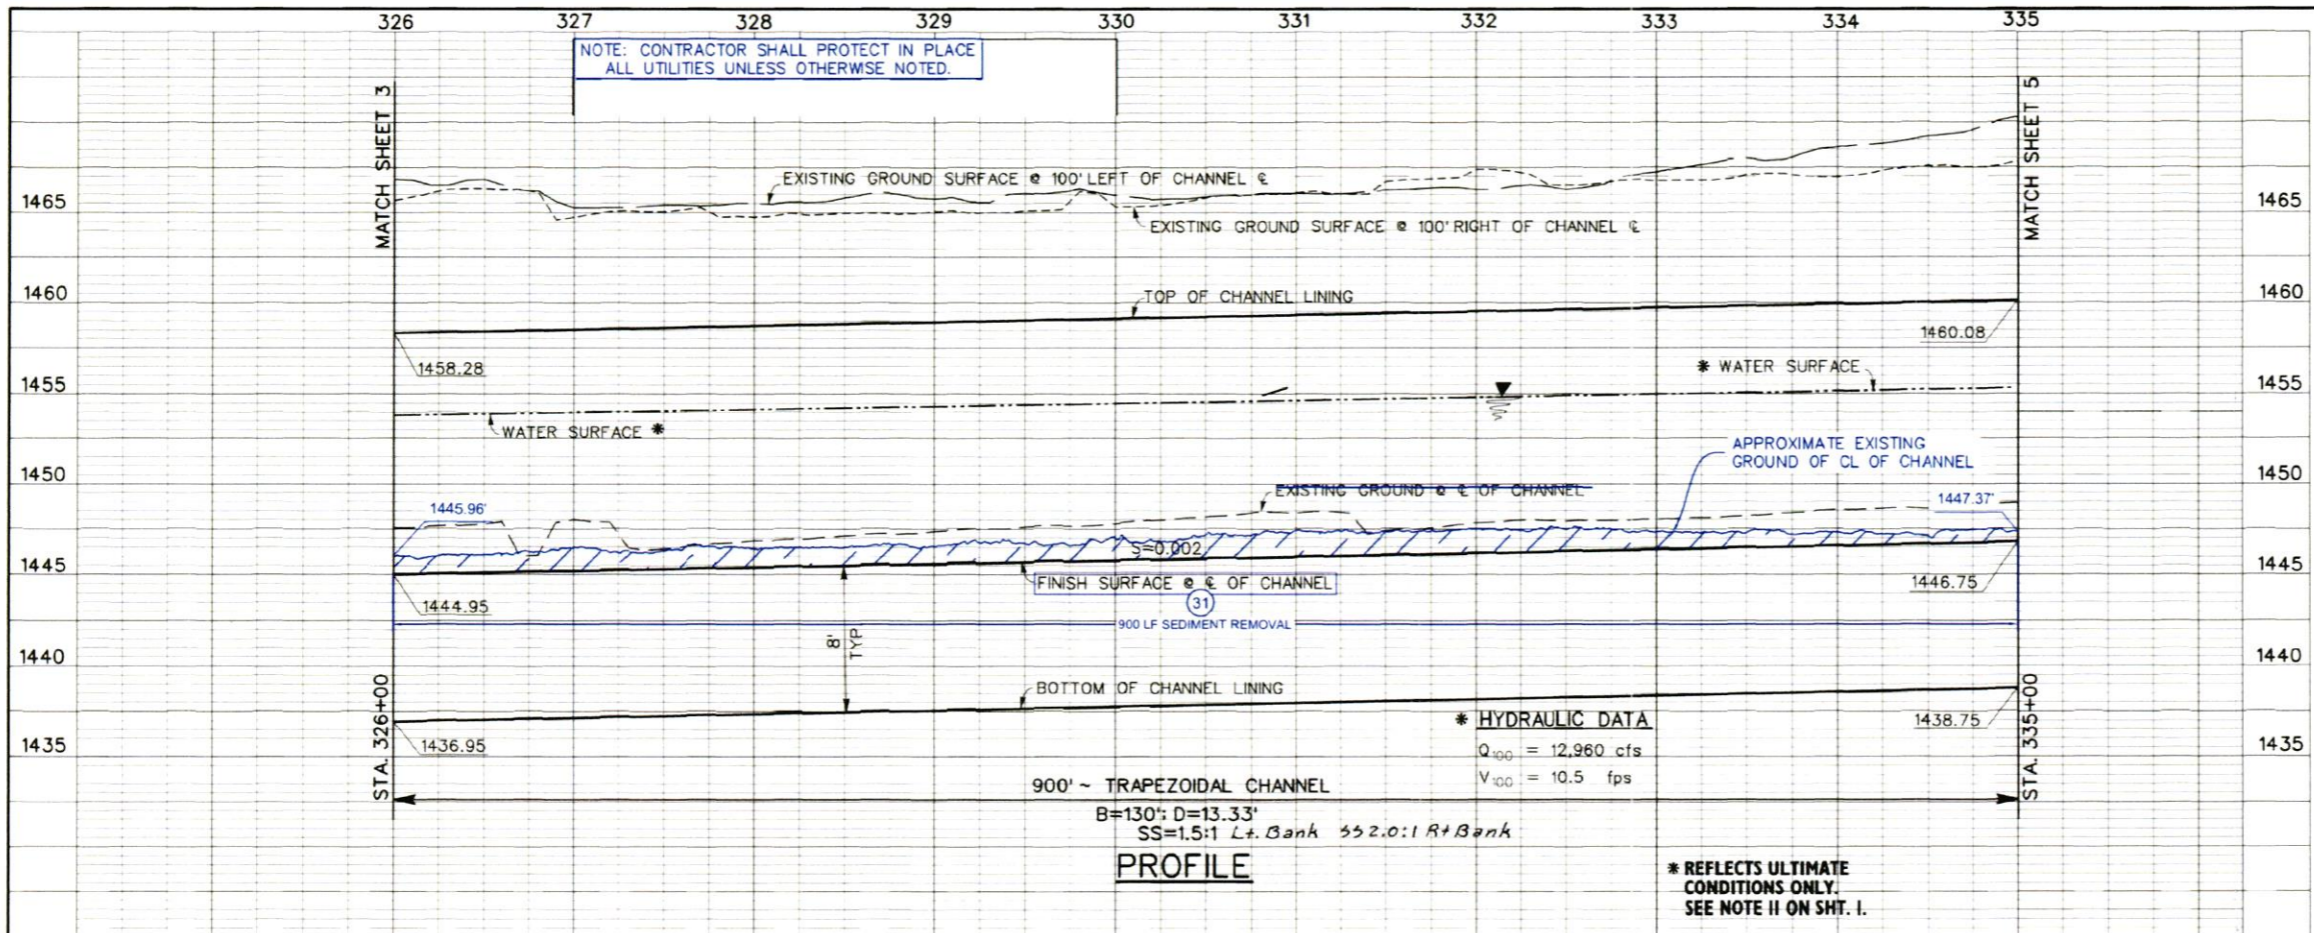 326 327 328 329 330 331 332 333 334 335
NOTE: CONTRACTOR SHALL PROTECT IN PLACE
ALL UTILITIES UNLESS OTHERWISE NOTED.
MATCH SHEET 3
MATCH SHEET 5
EXISTING GROUND SURFACE @ 100' LEFT OF CHANNEL ℄
1465 1465
EXISTING GROUND SURFACE @ 100' RIGHT OF CHANNEL ℄
1460 1460
TOP OF CHANNEL LINING
1460.08
1458.28
* WATER SURFACE
1455 1455
WATER SURFACE *
APPROXIMATE EXISTING
GROUND OF CL OF CHANNEL
1450 1450
EXISTING GROUND @ ℄ OF CHANNEL
1445.96'
1447.37'
S=0.002
1445 1445
FINISH SURFACE @ ℄ OF CHANNEL
1446.75
1444.95
31
900 LF SEDIMENT REMOVAL
8'
TYP
1440 1440
BOTTOM OF CHANNEL LINING
STA. 326+00
STA. 335+00
1438.75
1436.95
1435 1435
* HYDRAULIC DATA
Q100 = 12,960 cfs
V100 = 10.5 fps
900' ~ TRAPEZOIDAL CHANNEL
B=130'; D=13.33'
SS=1.5:1 Lt. Bank SS2.0:1 Rt Bank
PROFILE
* REFLECTS ULTIMATE
CONDITIONS ONLY.
SEE NOTE 11 ON SHT. 1.